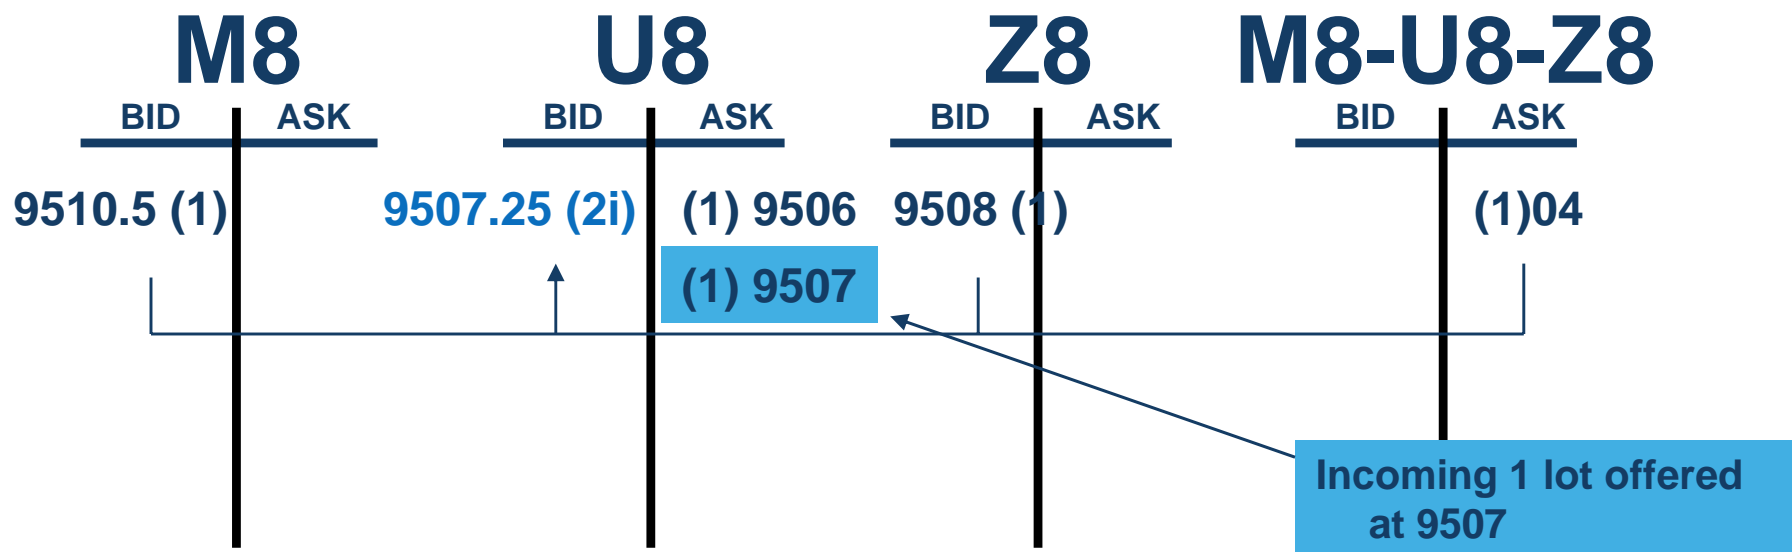 M8 U8 Z8 M8-U8-Z8
BID ASK BID ASK BID ASK BID ASK
9510.5 (1) 9507.25 (2i) (1) 9506 9508 (1) (1)04
(1) 9507
Incoming 1 lot offered
at 9507